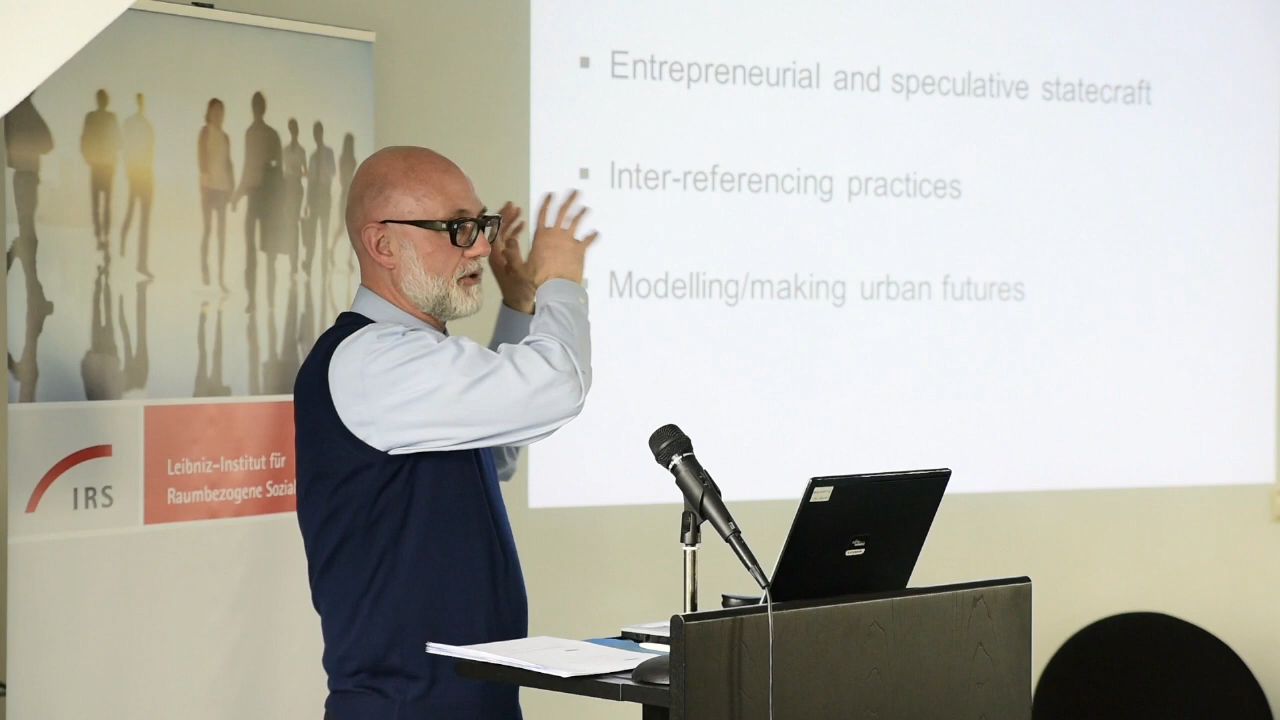 Entrepreneurial and speculative statecraft
Inter-referencing practices
Modelling/making urban futures
IRS
Leibniz-Institut für
Raumbezogene Sozial